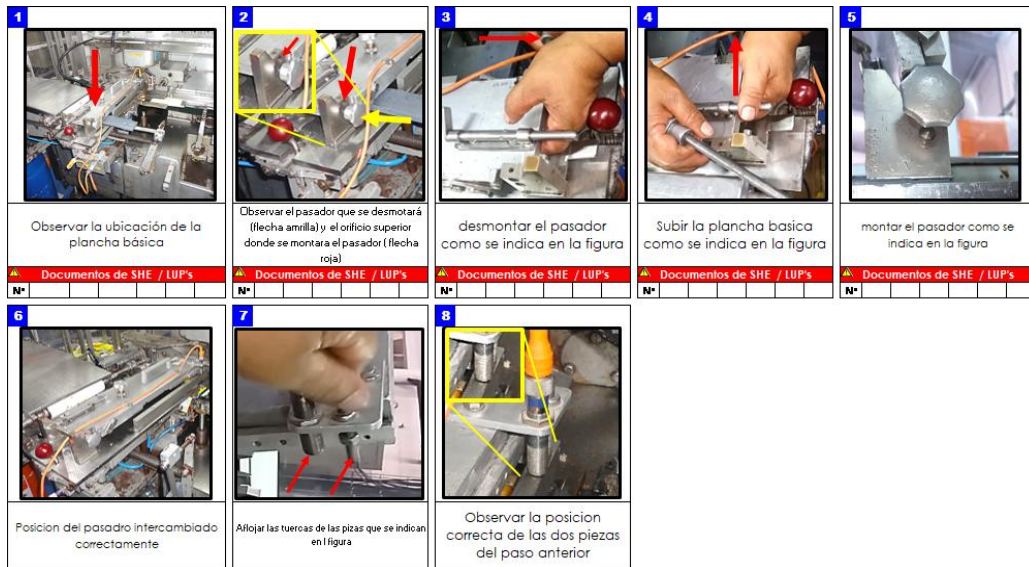 1
2
3
4
5
Observar la ubicación de la
plancha básica
Observar el pasador que se desmotará
(flecha amrilla) y el orificio superior
donde se montara el pasador ( flecha
roja)
desmontar el pasador
como se indica en la figura
Subir la plancha basica
como se indica en la figura
montar el pasador como se
indica en la figura
Documentos de SHE / LUP's
Documentos de SHE / LUP's
Documentos de SHE / LUP's
Documentos de SHE / LUP's
Documentos de SHE / LUP's
Nº
Nº
Nº
Nº
Nº
6
7
8
Posicion del pasadro intercambiado
correctamente
Aflojar las tuercas de las pizas que se indican
en l figura
Observar la posicion
correcta de las dos piezas
del paso anterior